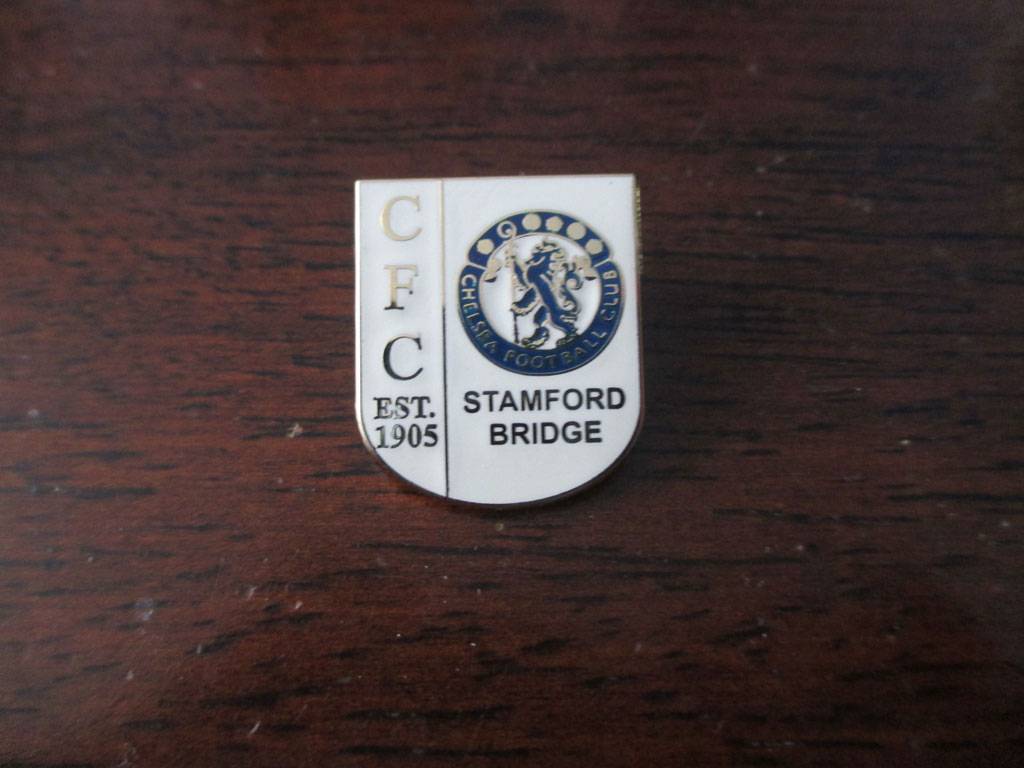 C
F
C
EST.
1905
CHELSEA FOOTBALL CLUB
STAMFORD
BRIDGE